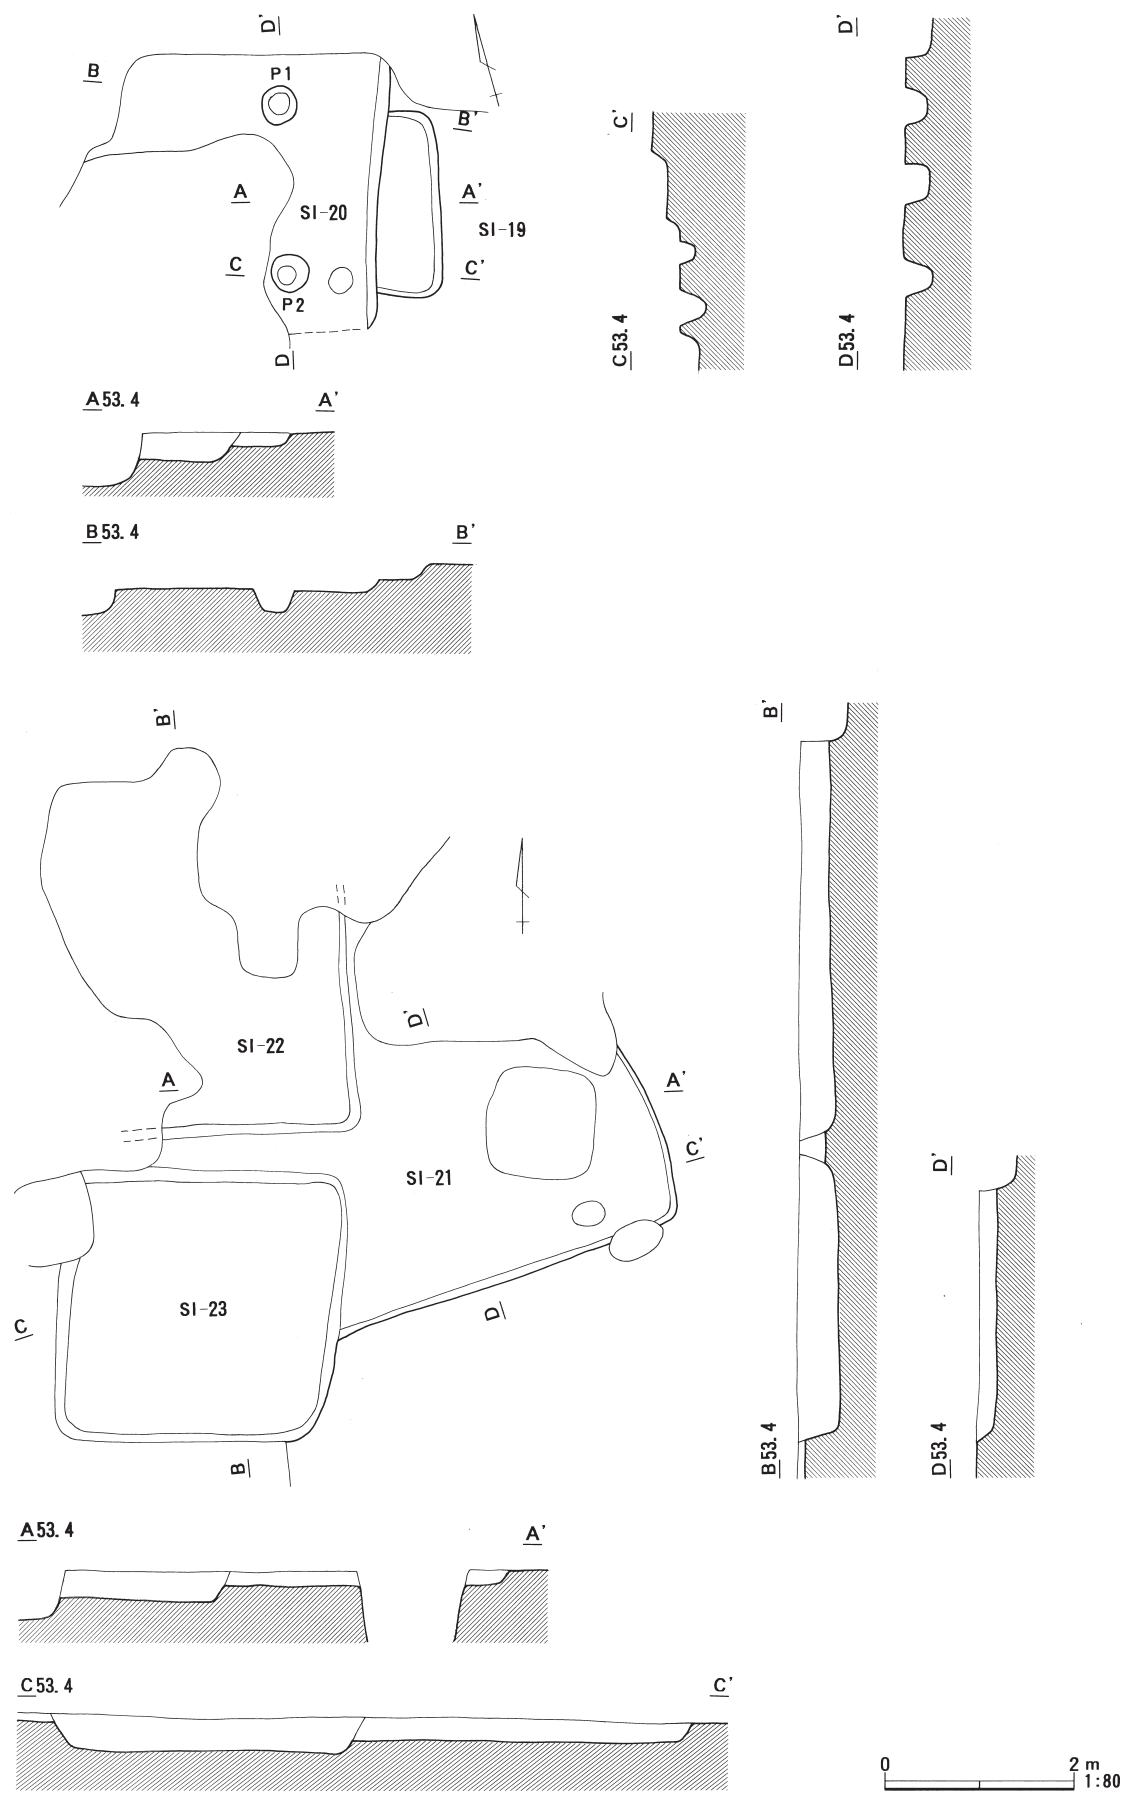 D'
B
P1
B'
A
A'
SI-20
SI-19
C
C'
P2
D
C'
C53.4
D'
D53.4
A53.4
A'
B53.4
B'
B'
D'
SI-22
A
A'
C'
SI-21
SI-23
C
D
B
B'
B53.4
D'
D53.4
A53.4
A'
C53.4
C'
0 2 m
1:80